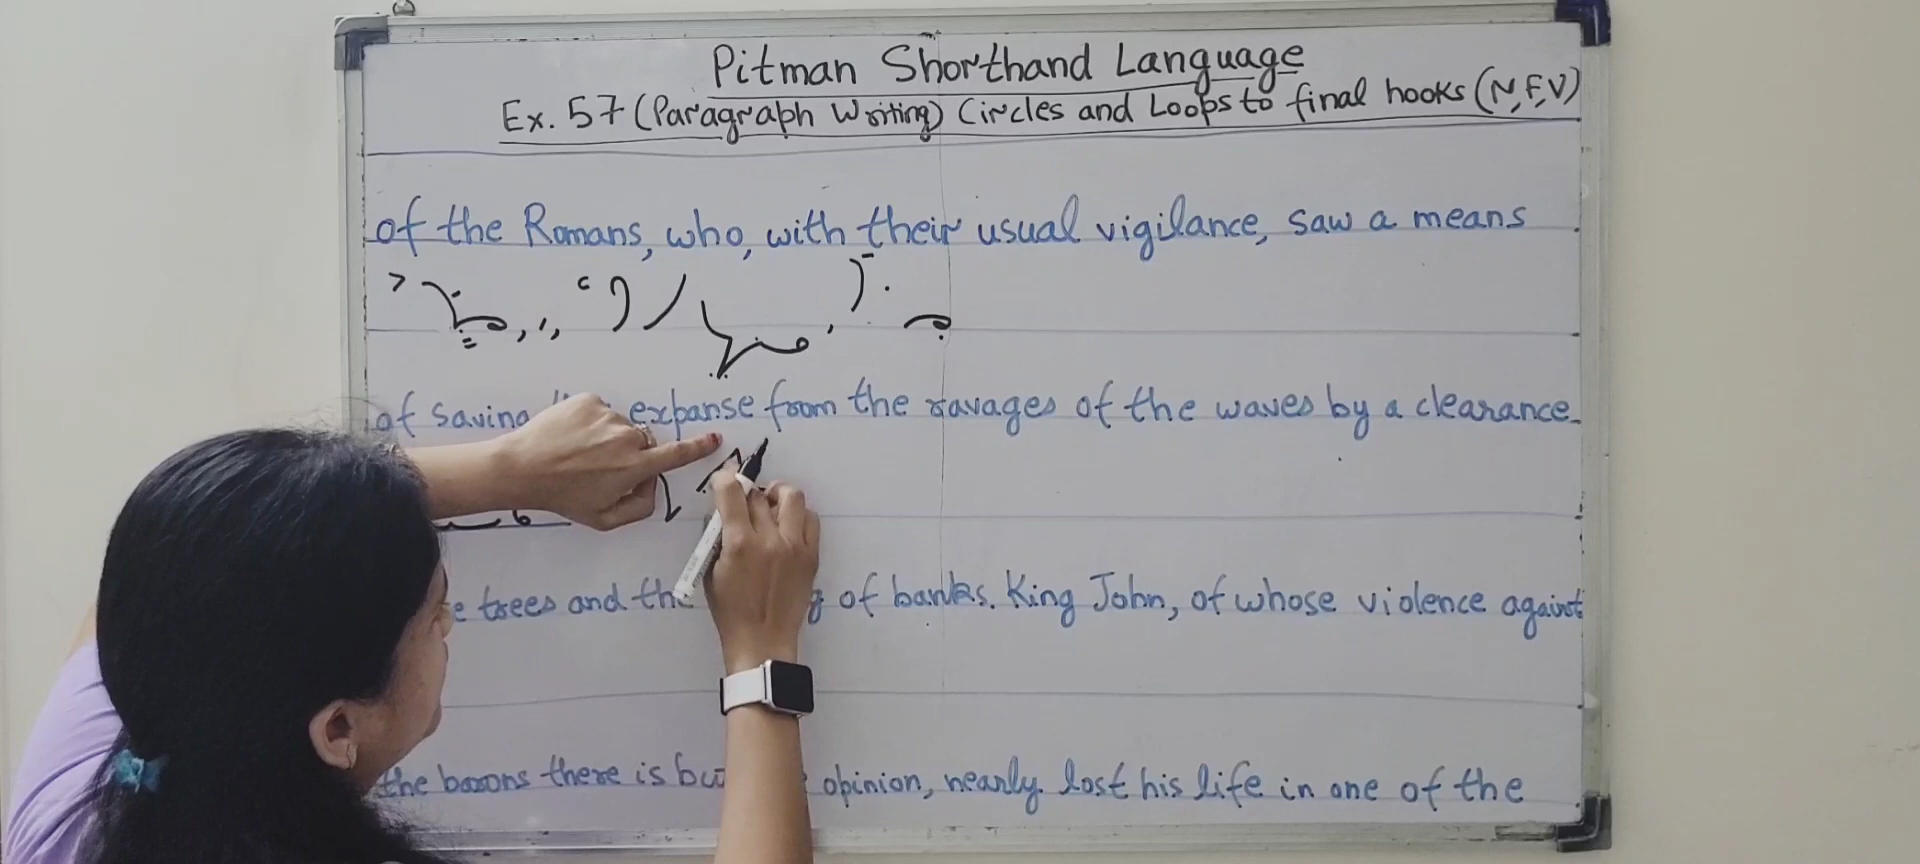 Pitman Shorthand Language
Ex. 57 (Paragraph Writing) Circles and Loops to final hooks (N, F, V)
of the Romans, who, with their usual vigilance, saw a means
of saving expanse from the ravages of the waves by a clearance
trees and the of banks. King John, of whose violence against
the barons there is opinion, nearly lost his life in one of the